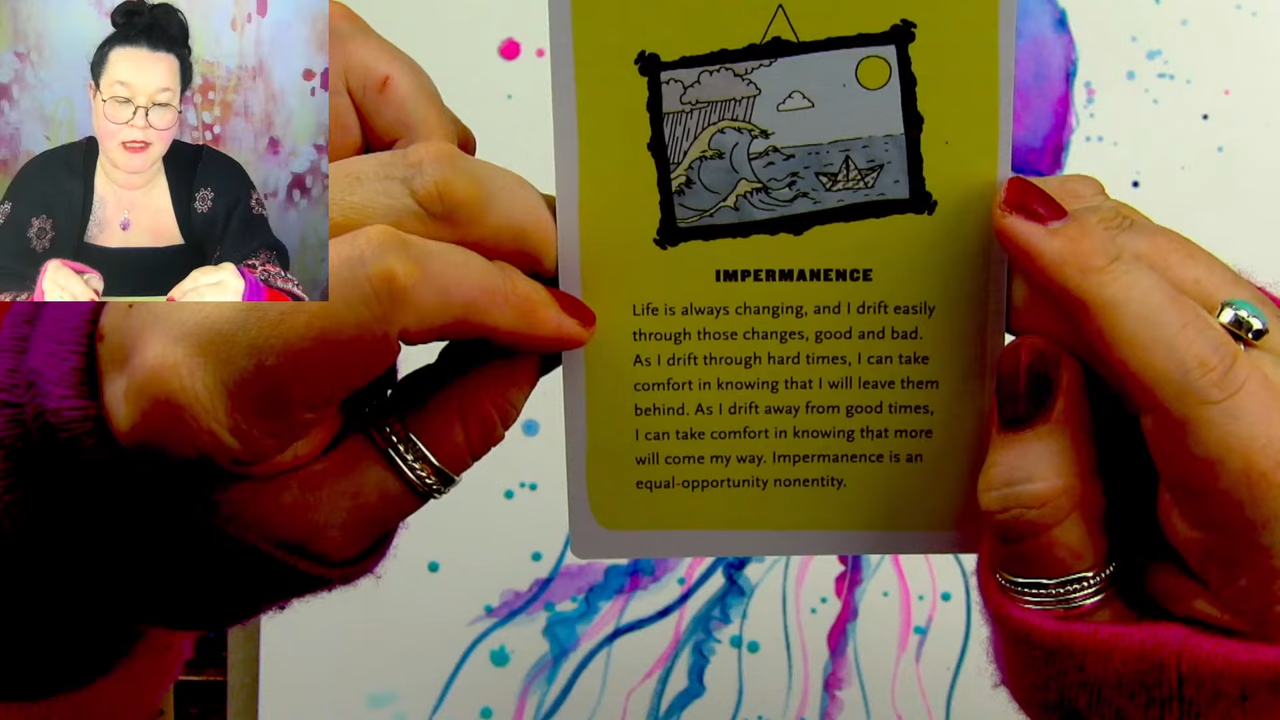 IMPERMANENCE
Life is always changing, and I drift easily
through those changes, good and bad.
As I drift through hard times, I can take
comfort in knowing that I will leave them
behind. As I drift away from good times,
I can take comfort in knowing that more
will come my way. Impermanence is an
equal-opportunity nonentity.